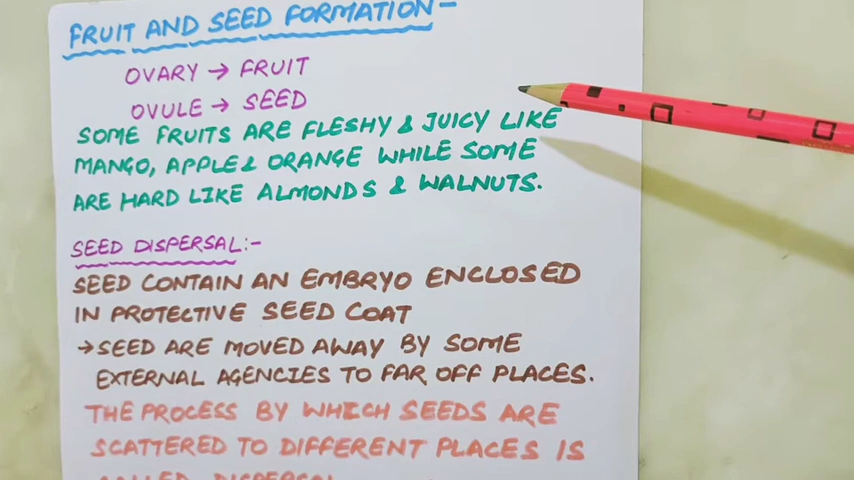 FRUIT AND SEED FORMATION-
OVARY → FRUIT
OVULE → SEED
SOME FRUITS ARE FLESHY & JUICY LIKE
MANGO, APPLE & ORANGE WHILE SOME
ARE HARD LIKE ALMONDS & WALNUTS.
SEED DISPERSAL:-
SEED CONTAIN AN EMBRYO ENCLOSED
IN PROTECTIVE SEED COAT
→ SEED ARE MOVED AWAY BY SOME
EXTERNAL AGENCIES TO FAR OFF PLACES.
THE PROCESS BY WHICH SEEDS ARE
SCATTERED TO DIFFERENT PLACES IS
CALLED DISPERSAL